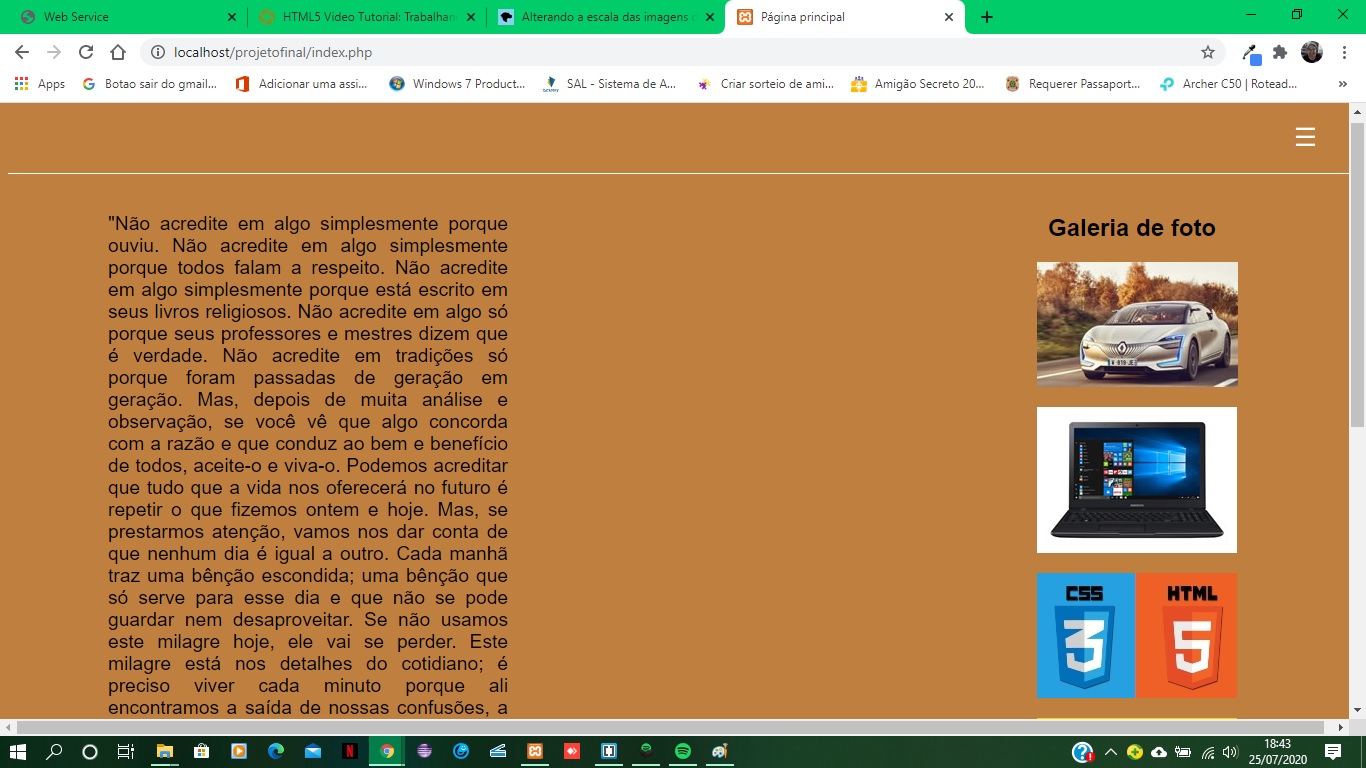 Web Service
HTML5 Video Tutorial: Trabalhan
Alterando a escala das imagens
Página principal
localhost/projetofinal/index.php
Apps
Botao sair do gmail...
Adicionar uma assi...
Windows 7 Product...
SAL - Sistema de A...
Criar sorteio de ami...
Amigão Secreto 20...
Requerer Passaport...
Archer C50 | Rotead...
"Não acredite em algo simplesmente porque
ouviu. Não acredite em algo simplesmente
porque todos falam a respeito. Não acredite
em algo simplesmente porque está escrito em
seus livros religiosos. Não acredite em algo só
porque seus professores e mestres dizem que
é verdade. Não acredite em tradições só
porque foram passadas de geração em
geração. Mas, depois de muita análise e
observação, se você vê que algo concorda
com a razão e que conduz ao bem e benefício
de todos, aceite-o e viva-o. Podemos acreditar
que tudo que a vida nos oferecerá no futuro é
repetir o que fizemos ontem e hoje. Mas, se
prestarmos atenção, vamos nos dar conta de
que nenhum dia é igual a outro. Cada manhã
traz uma bênção escondida; uma bênção que
só serve para esse dia e que não se pode
guardar nem desaproveitar. Se não usamos
este milagre hoje, ele vai se perder. Este
milagre está nos detalhes do cotidiano; é
preciso viver cada minuto porque ali
encontramos a saída de nossas confusões, a
Galeria de foto
CSS
3
HTML
5
18:43
25/07/2020